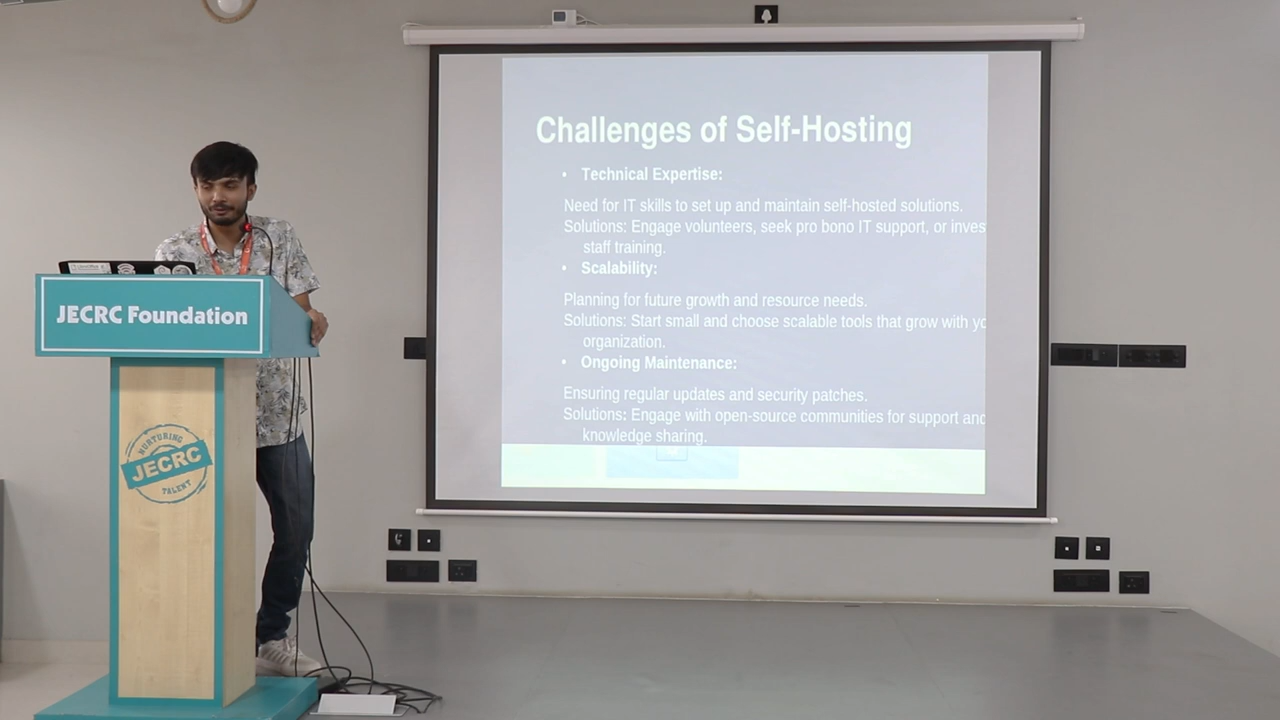 Challenges of Self-Hosting
• Technical Expertise:
Need for IT skills to set up and maintain self-hosted solutions.
Solutions: Engage volunteers, seek pro bono IT support, or inves
staff training.
• Scalability:
Planning for future growth and resource needs.
Solutions: Start small and choose scalable tools that grow with yo
organization.
• Ongoing Maintenance:
Ensuring regular updates and security patches.
Solutions: Engage with open-source communities for support and
knowledge sharing.
JECRC Foundation
NURTURING
JECRC
TALENT